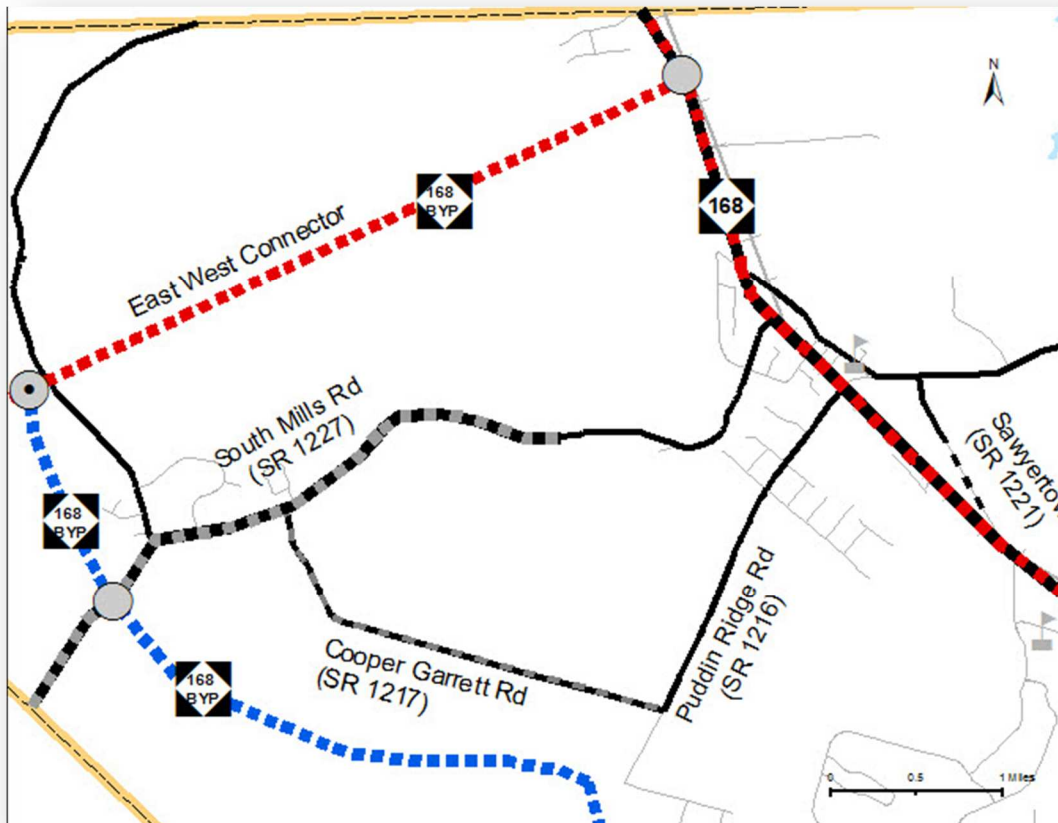 N
168
BYP
168
East West Connector
South Mills Rd
(SR 1227)
Sawyertow
(SR 1221)
168
BYP
Puddin Ridge Rd
(SR 1216)
Cooper Garrett Rd
(SR 1217)
168
BYP
0 0.5 1 Miles